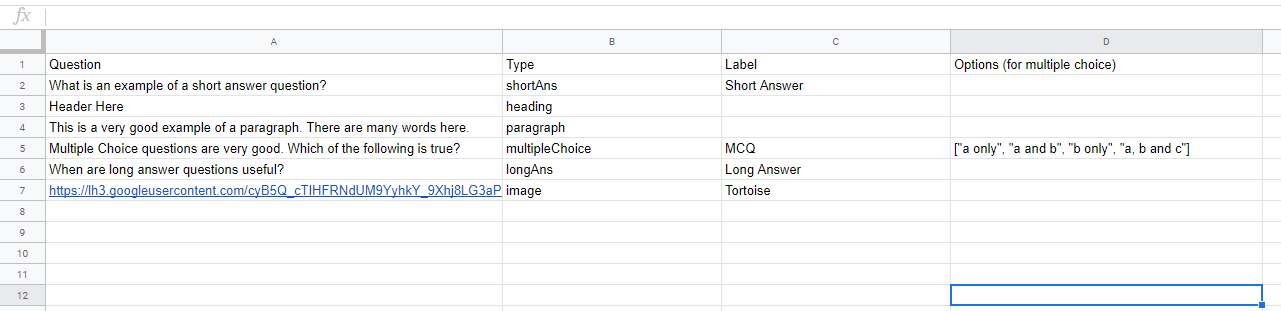 fx
A B C D
1 Question Type Label Options (for multiple choice)
2 What is an example of a short answer question? shortAns Short Answer
3 Header Here heading
4 This is a very good example of a paragraph. There are many words here. paragraph
5 Multiple Choice questions are very good. Which of the following is true? multipleChoice MCQ ["a only", "a and b", "b only", "a, b and c"]
6 When are long answer questions useful? longAns Long Answer
7 https://lh3.googleusercontent.com/cyB5Q_cTIHFRNdUM9YyhkY_9Xhj8LG3aP image Tortoise
8
9
10
11
12